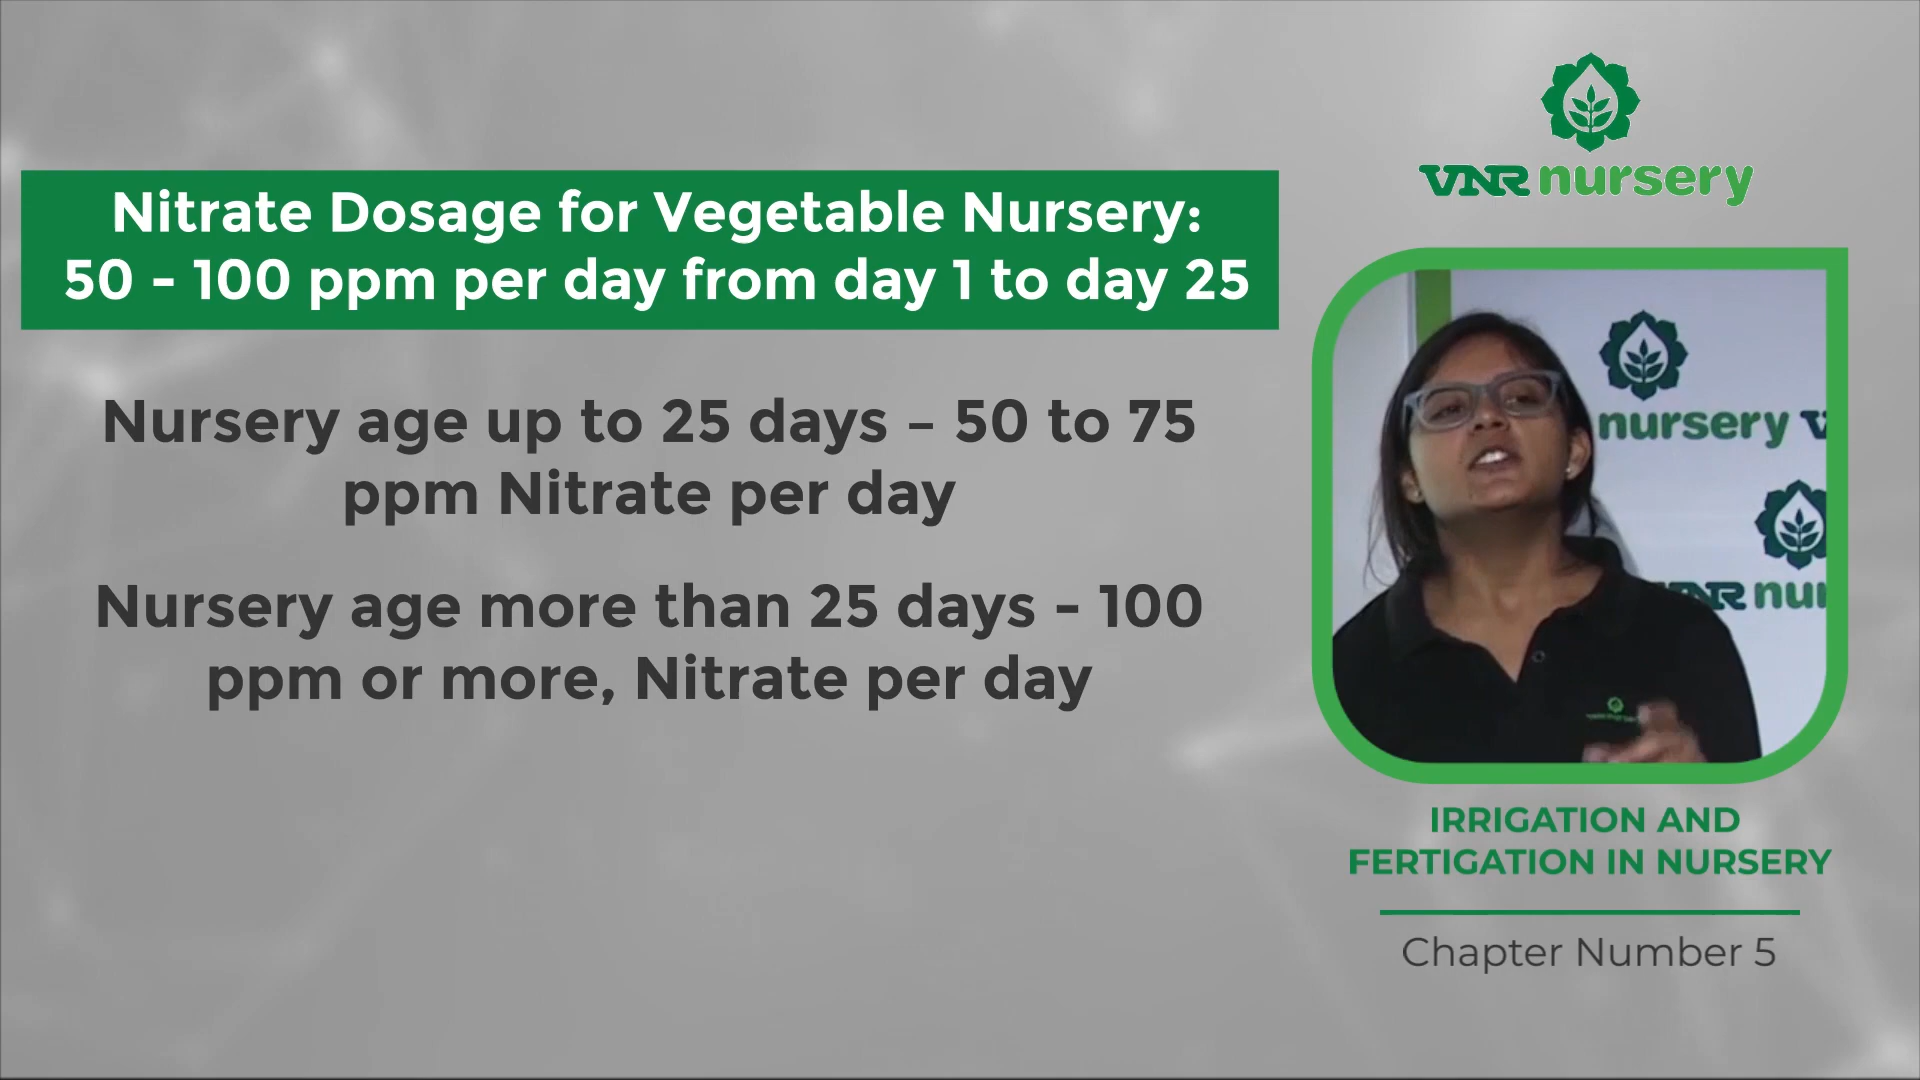 Nitrate Dosage for Vegetable Nursery:
50 - 100 ppm per day from day 1 to day 25
Nursery age up to 25 days – 50 to 75
ppm Nitrate per day
Nursery age more than 25 days - 100
ppm or more, Nitrate per day
VNR nursery
nursery V
VNR nur
IRRIGATION AND
FERTIGATION IN NURSERY
Chapter Number 5